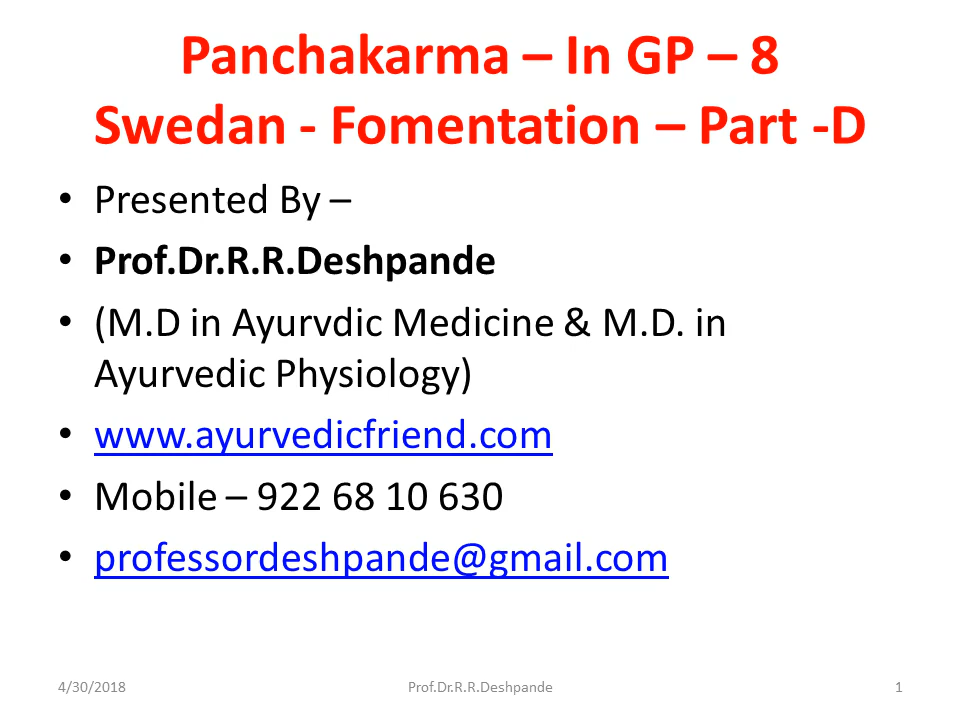 Panchakarma – In GP – 8
Swedan - Fomentation – Part -D
• Presented By –
• Prof.Dr.R.R.Deshpande
• (M.D in Ayurvdic Medicine & M.D. in
Ayurvedic Physiology)
• www.ayurvedicfriend.com
• Mobile – 922 68 10 630
• professordeshpande@gmail.com
4/30/2018 Prof.Dr.R.R.Deshpande 1